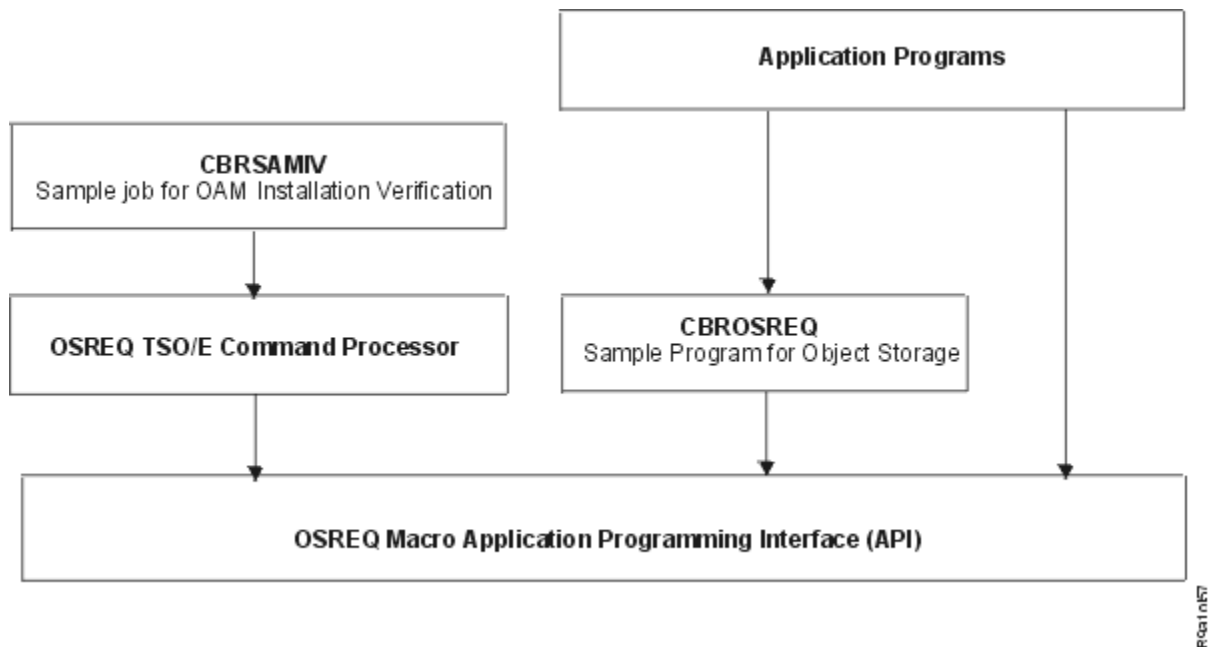 Application Programs
CBRSAMIV
Sample job for OAM Installation Verification
OSREQ TSO/E Command Processor
CBROSREQ
Sample Program for Object Storage
OSREQ Macro Application Programming Interface (API)